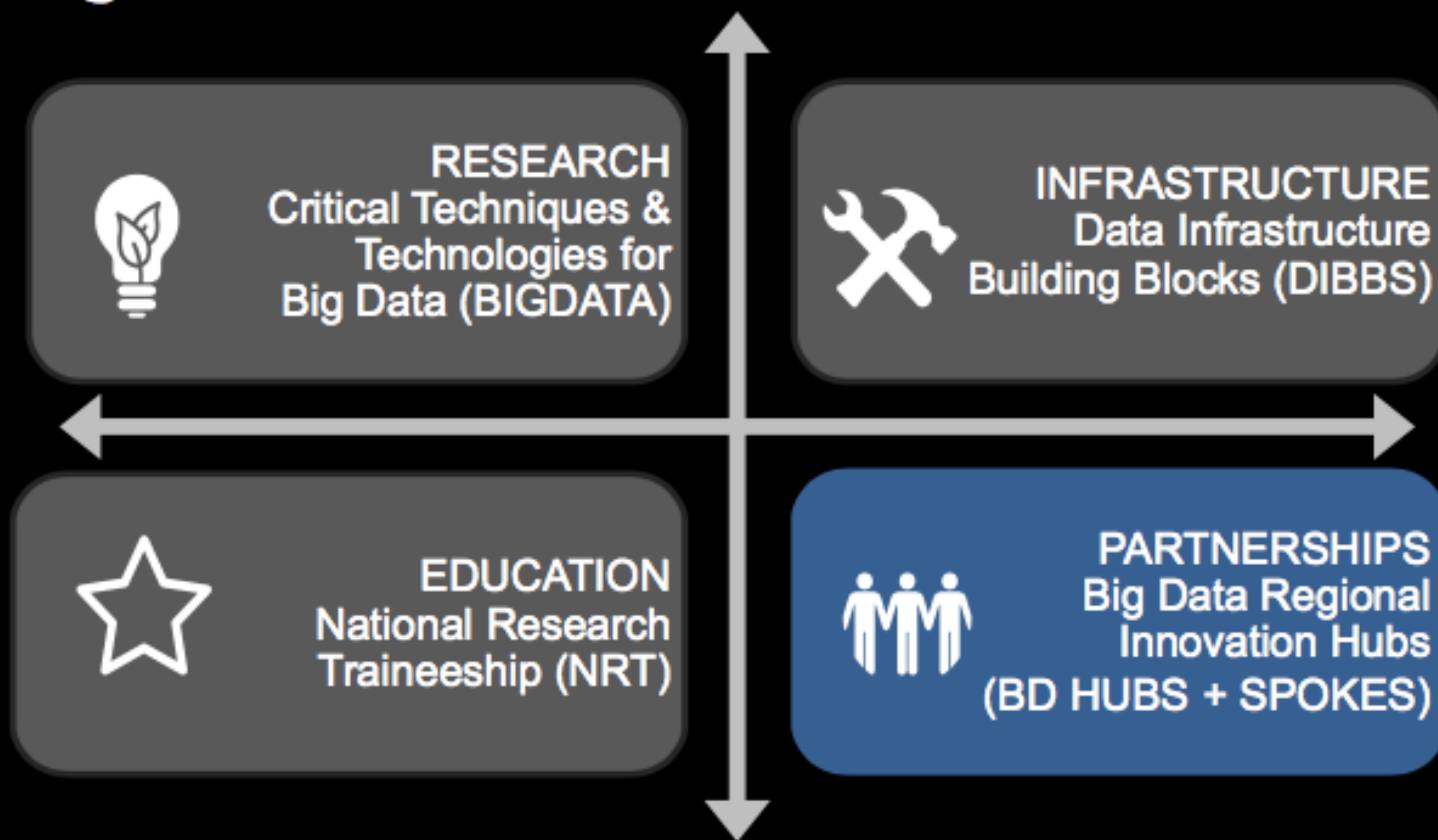 RESEARCH
Critical Techniques &
Technologies for
Big Data (BIGDATA)
INFRASTRUCTURE
Data Infrastructure
Building Blocks (DIBBS)
EDUCATION
National Research
Traineeship (NRT)
PARTNERSHIPS
Big Data Regional
Innovation Hubs
(BD HUBS + SPOKES)